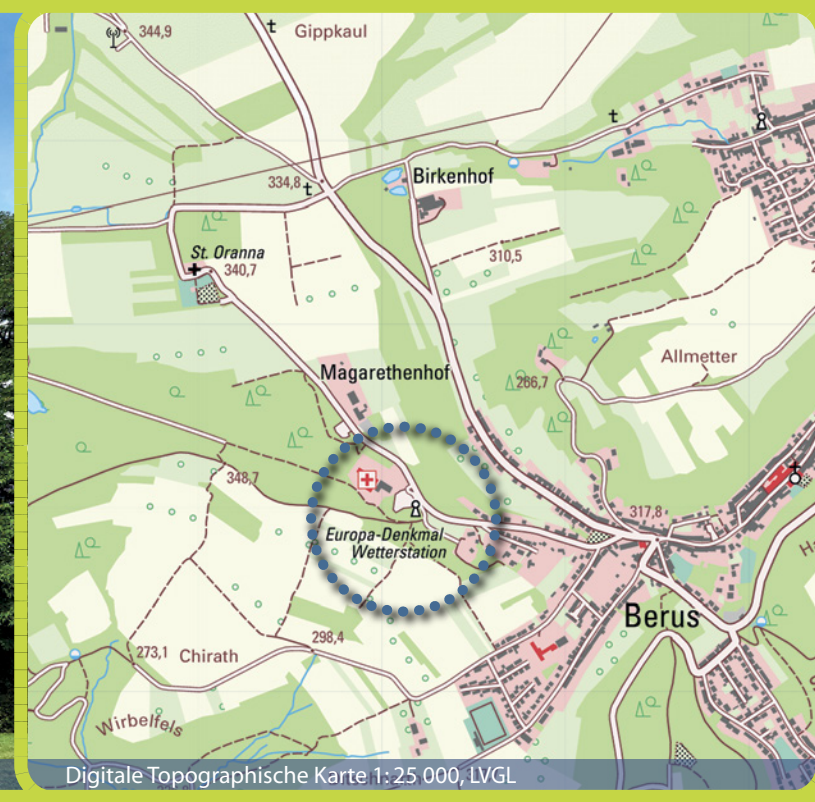 344,9
Gippkaul
334,8
Birkenhof
St. Oranna
340,7
310,5
Allmetter
Magarethenhof
286,7
348,7
317,8
Europa-Denkmal
Wetterstation
Berus
273,1
Chirath
298,4
Wirbelfels
Digitale Topographische Karte 1: 25 000, LVGL